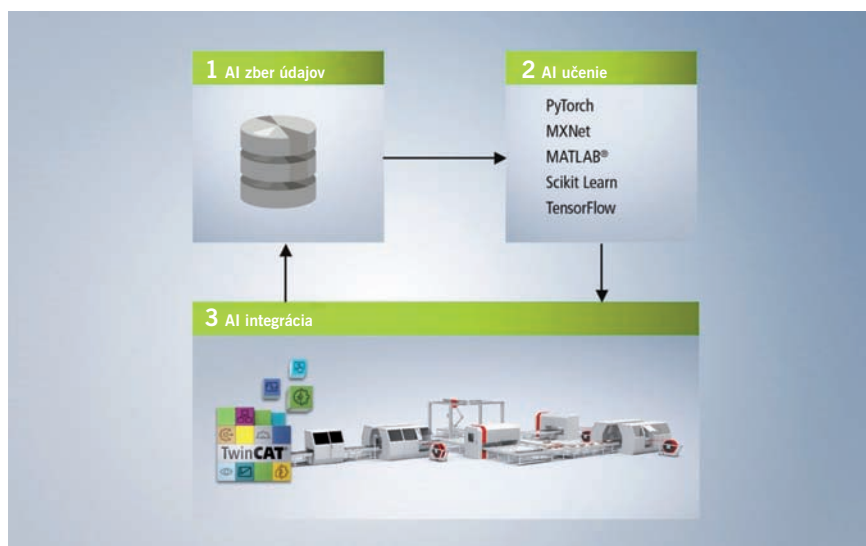 1 AI zber údajov
2 AI učenie
PyTorch
MXNet
MATLAB®
Scikit Learn
TensorFlow
3 AI integrácia
TwinCAT®